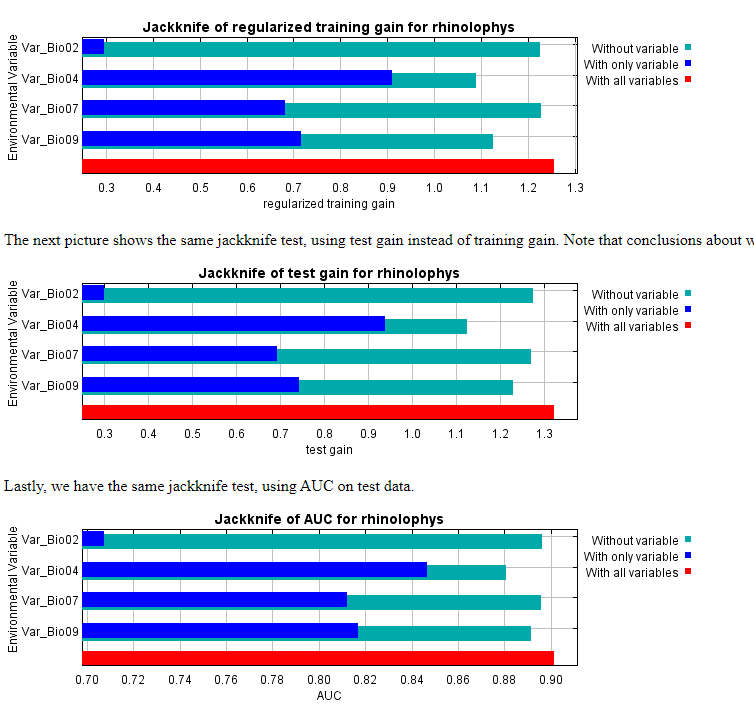 Jackknife of regularized training gain for rhinolophys
Environmental Variable
Var_Bio02
Var_Bio04
Var_Bio07
Var_Bio09
Without variable
With only variable
With all variables
0.3 0.4 0.5 0.6 0.7 0.8 0.9 1.0 1.1 1.2 1.3
regularized training gain
The next picture shows the same jackknife test, using test gain instead of training gain. Note that conclusions about
Jackknife of test gain for rhinolophys
Environmental Variable
Var_Bio02
Var_Bio04
Var_Bio07
Var_Bio09
Without variable
With only variable
With all variables
0.3 0.4 0.5 0.6 0.7 0.8 0.9 1.0 1.1 1.2 1.3
test gain
Lastly, we have the same jackknife test, using AUC on test data.
Jackknife of AUC for rhinolophys
Environmental Variable
Var_Bio02
Var_Bio04
Var_Bio07
Var_Bio09
Without variable
With only variable
With all variables
0.70 0.72 0.74 0.76 0.78 0.80 0.82 0.84 0.86 0.88 0.90
AUC